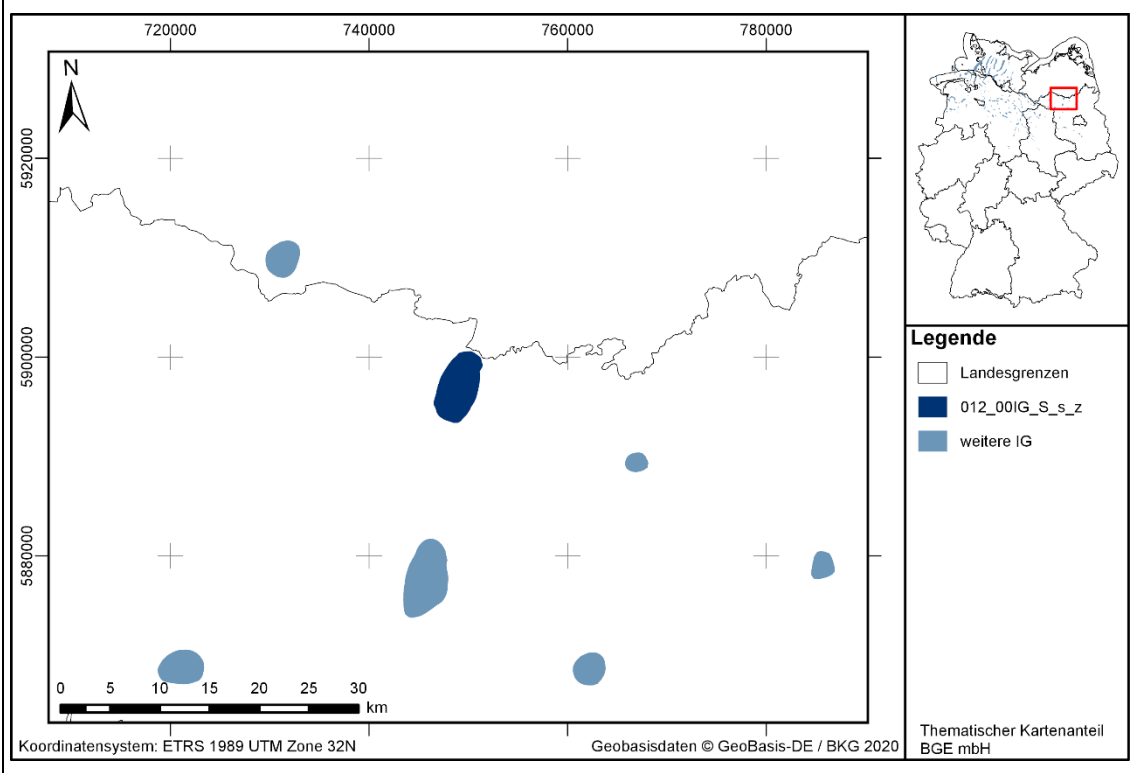 720000 740000 760000 780000
N
5920000
5900000
5880000
0 5 10 15 20 25 30
km
Koordinatensystem: ETRS 1989 UTM Zone 32N
Geobasisdaten © GeoBasis-DE / BKG 2020
Legende
Landesgrenzen
012_00IG_S_s_z
weitere IG
Thematischer Kartenanteil
BGE mbH